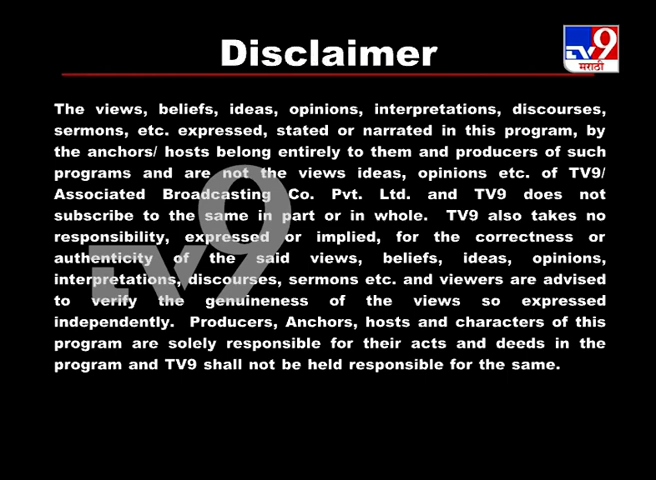 Disclaimer
TV9
मराठी
The views, beliefs, ideas, opinions, interpretations, discourses,
sermons, etc. expressed, stated or narrated in this program, by
the anchors/ hosts belong entirely to them and producers of such
programs and are not the views ideas, opinions etc. of TV9/
Associated Broadcasting Co. Pvt. Ltd. and TV9 does not
subscribe to the same in part or in whole. TV9 also takes no
responsibility, expressed or implied, for the correctness or
authenticity of the said views, beliefs, ideas, opinions,
interpretations, discourses, sermons etc. and viewers are advised
to verify the genuineness of the views so expressed
independently. Producers, Anchors, hosts and characters of this
program are solely responsible for their acts and deeds in the
program and TV9 shall not be held responsible for the same.
TV9